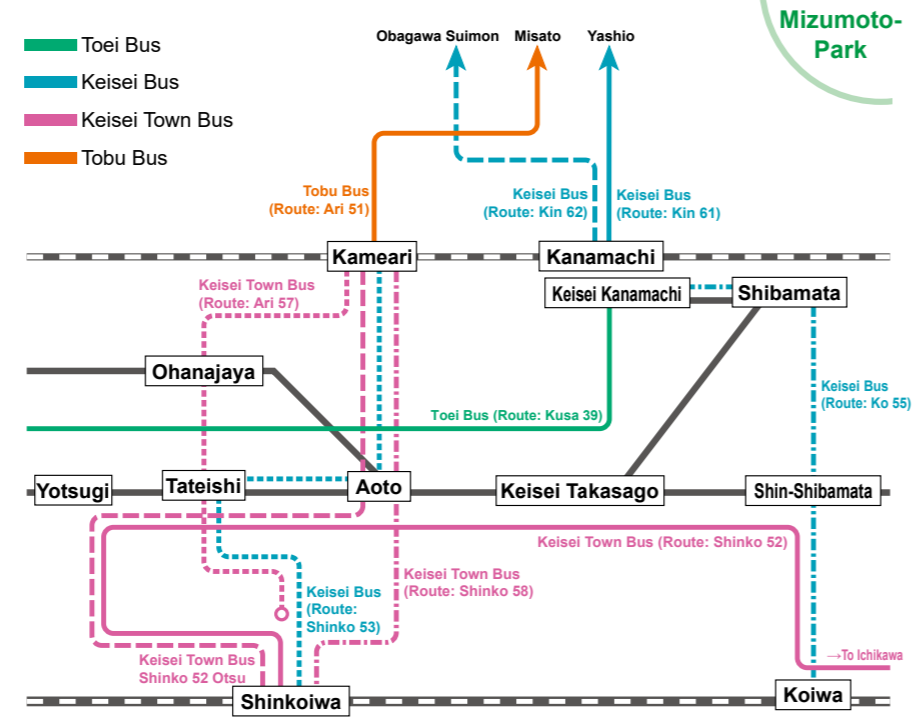 Mizumoto-
Park
Toei Bus
Keisei Bus
Keisei Town Bus
Tobu Bus
Obagawa Suimon
Misato
Yashio
Tobu Bus
(Route: Ari 51)
Keisei Bus
(Route: Kin 62)
Keisei Bus
(Route: Kin 61)
Kameari
Kanamachi
Keisei Town Bus
(Route: Ari 57)
Keisei Kanamachi
Shibamata
Ohanajaya
Keisei Bus
(Route: Ko 55)
Toei Bus (Route: Kusa 39)
Yotsugi
Tateishi
Aoto
Keisei Takasago
Shin-Shibamata
Keisei Town Bus (Route: Shinko 52)
Keisei Town Bus
(Route: Shinko 58)
Keisei Bus
(Route:
Shinko 53)
Keisei Town Bus
Shinko 52 Otsu
→To Ichikawa
Shinkoiwa
Koiwa